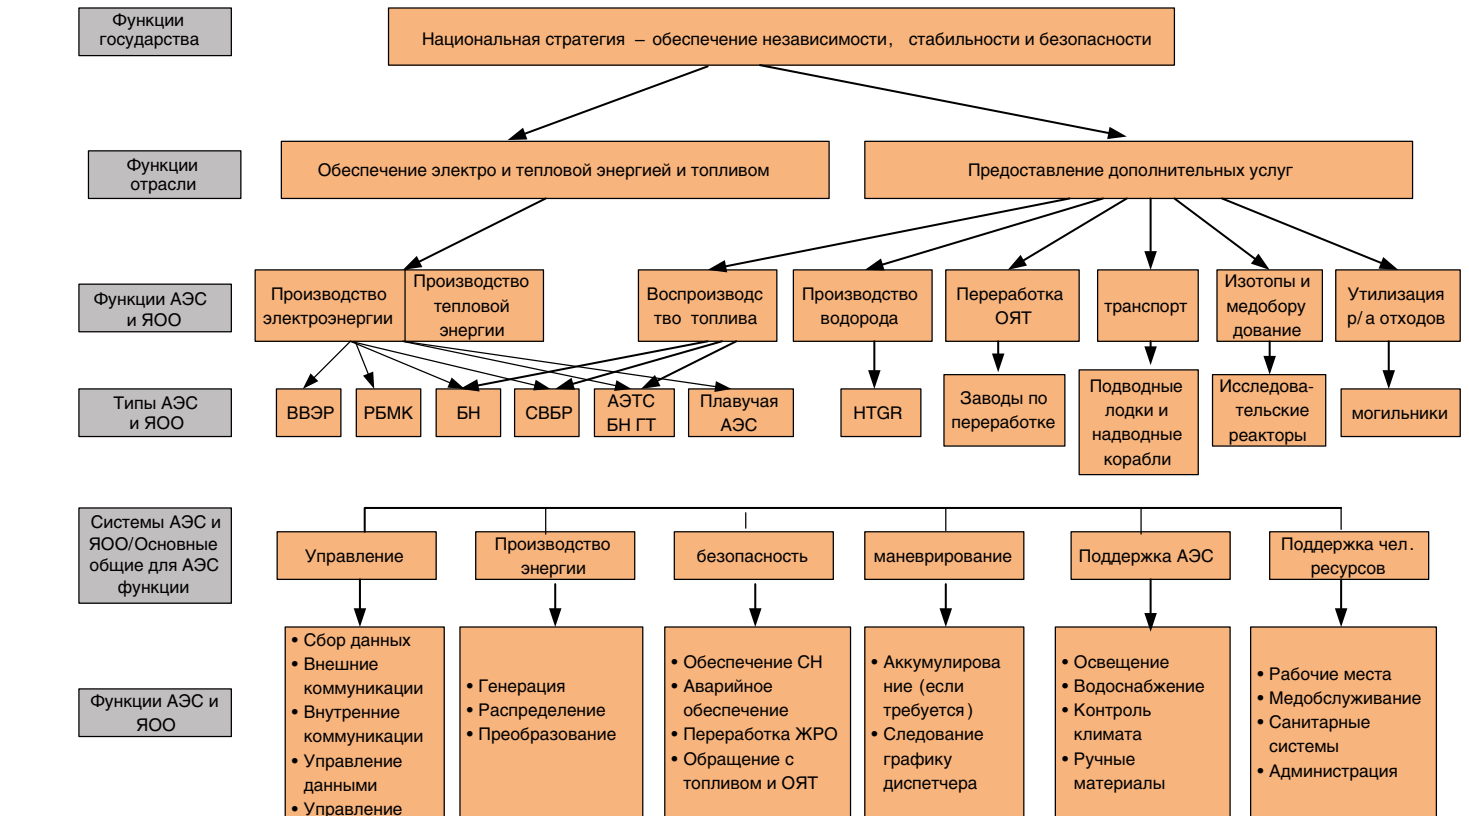 Функции
государства
Национальная стратегия – обеспечение независимости, стабильности и безопасности
Функции
отрасли
Обеспечение электро и тепловой энергией и топливом
Предоставление дополнительных услуг
Функции АЭС
и ЯОО
Производство
электроэнергии
Производство
тепловой
энергии
Воспроизводс
тво топлива
Производство
водорода
Переработка
ОЯТ
транспорт
Изотопы и
медобору
дование
Утилизация
р/а отходов
Типы АЭС
и ЯОО
ВВЭР
РБМК
БН
СВБР
АЭТС
БН ГТ
Плавучая
АЭС
HTGR
Заводы по
переработке
Подводные
лодки и
надводные
корабли
Исследова-
тельские
реакторы
могильники
Системы АЭС и
ЯОО/Основные
общие для АЭС
функции
Управление
Производство
энергии
безопасность
маневрирование
Поддержка АЭС
Поддержка чел.
ресурсов
Функции АЭС и
ЯОО
• Сбор данных
• Внешние
коммуникации
• Внутренние
коммуникации
• Управление
данными
• Управление
• Генерация
• Распределение
• Преобразование
• Обеспечение СН
• Аварийное
обеспечение
• Переработка ЖРО
• Обращение с
топливом и ОЯТ
• Аккумулирова
ние (если
требуется)
• Следование
графику
диспетчера
• Освещение
• Водоснабжение
• Контроль
климата
• Ручные
материалы
• Рабочие места
• Медобслуживание
• Санитарные
системы
• Администрация